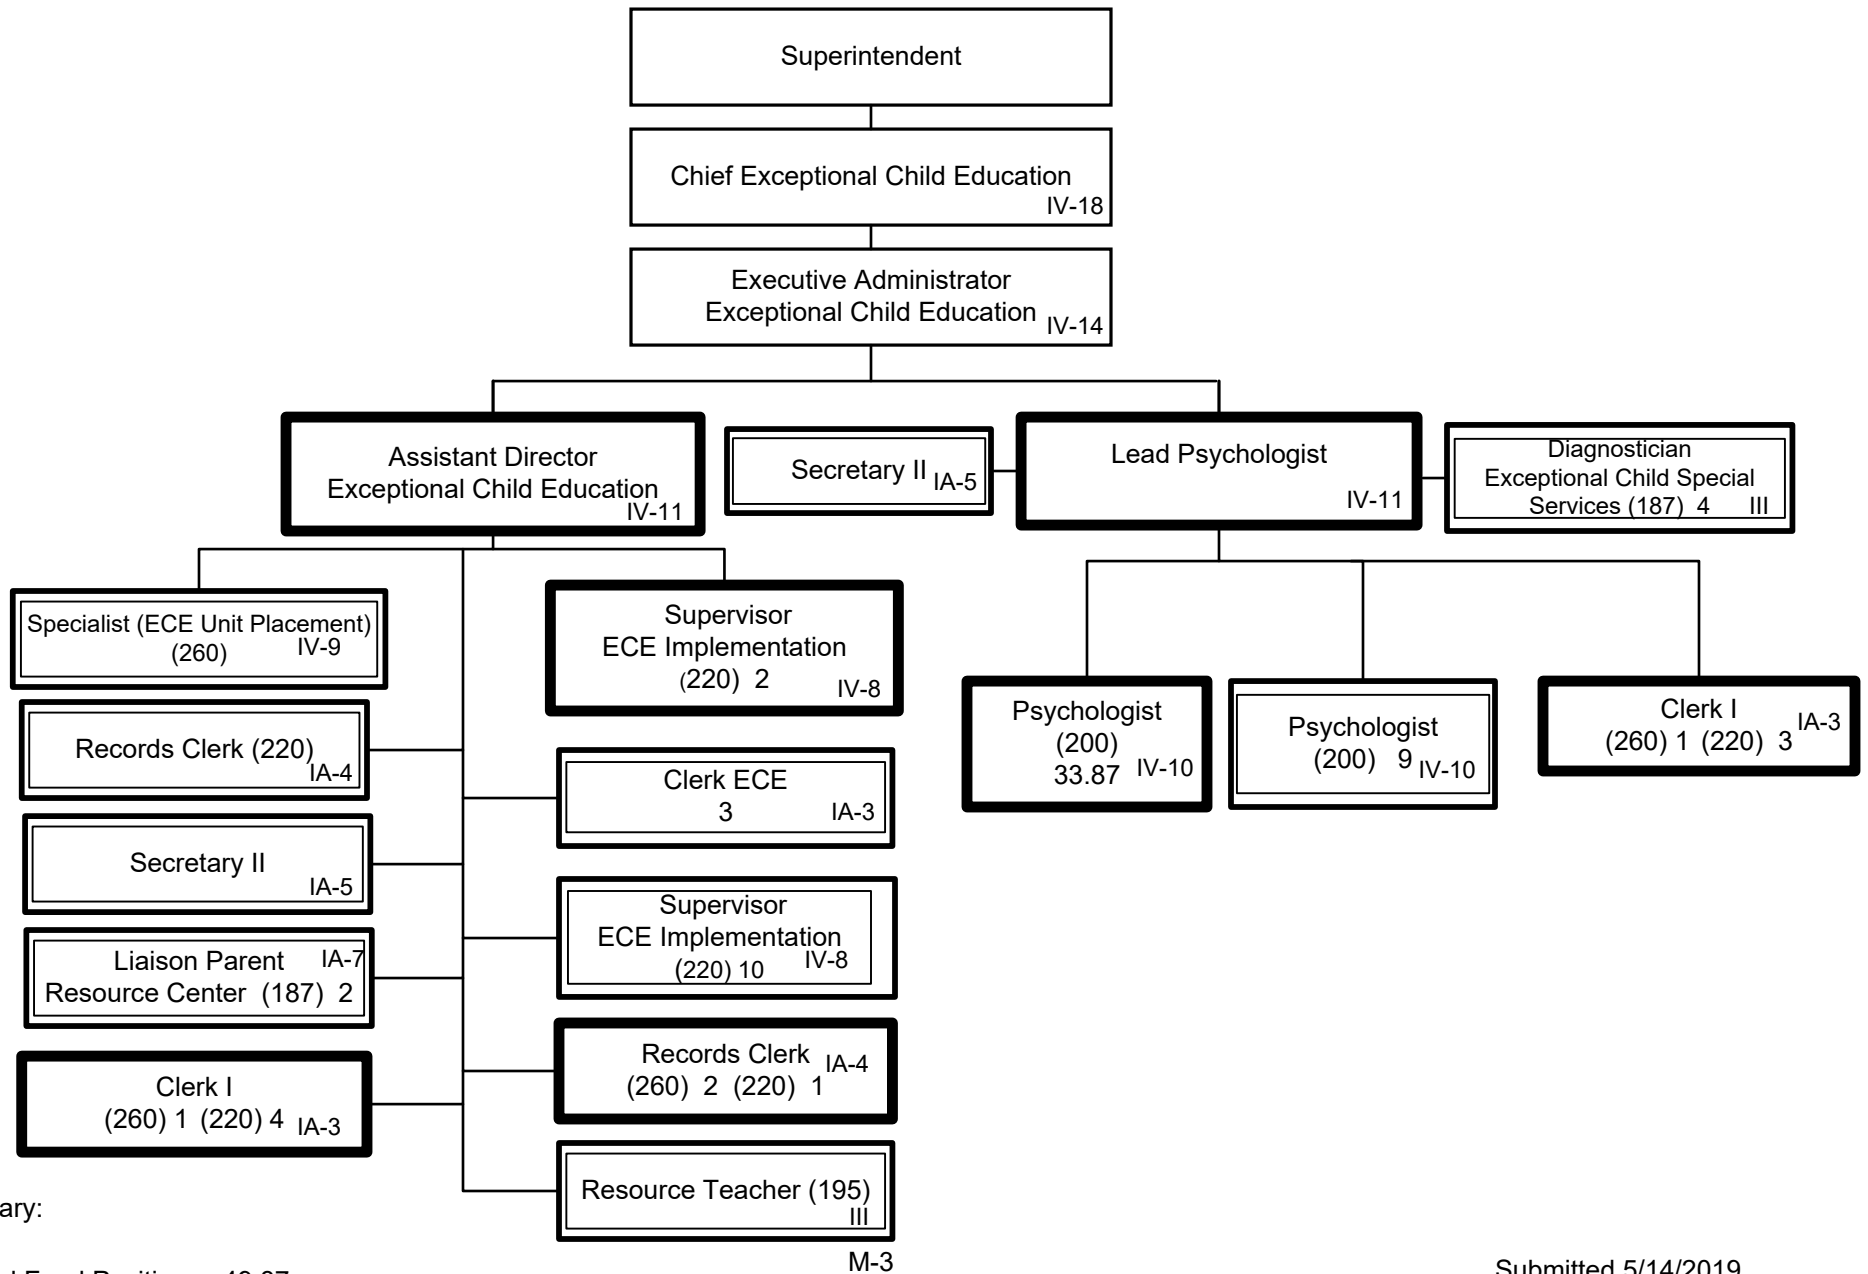 Superintendent
Chief Exceptional Child Education
IV-18
Executive Administrator
Exceptional Child Education
IV-14
Assistant Director
Exceptional Child Education
IV-11
Secretary II
IA-5
Lead Psychologist
IV-11
Diagnostician
Exceptional Child Special
Services (187) 4 III
Specialist (ECE Unit Placement)
(260) IV-9
Supervisor
ECE Implementation
(220) 2
IV-8
Records Clerk (220)
IA-4
Clerk ECE
3 IA-3
Secretary II
IA-5
Supervisor
ECE Implementation
(220) 10 IV-8
Liaison Parent IA-7
Resource Center (187) 2
Records Clerk IA-4
(260) 2 (220) 1
Clerk I
(260) 1 (220) 4 IA-3
Resource Teacher (195)
III
Psychologist
(200)
33.87 IV-10
Psychologist
(200) 9 IV-10
Clerk I IA-3
(260) 1 (220) 3
ary:
M-3
Submitted 5/14/2019